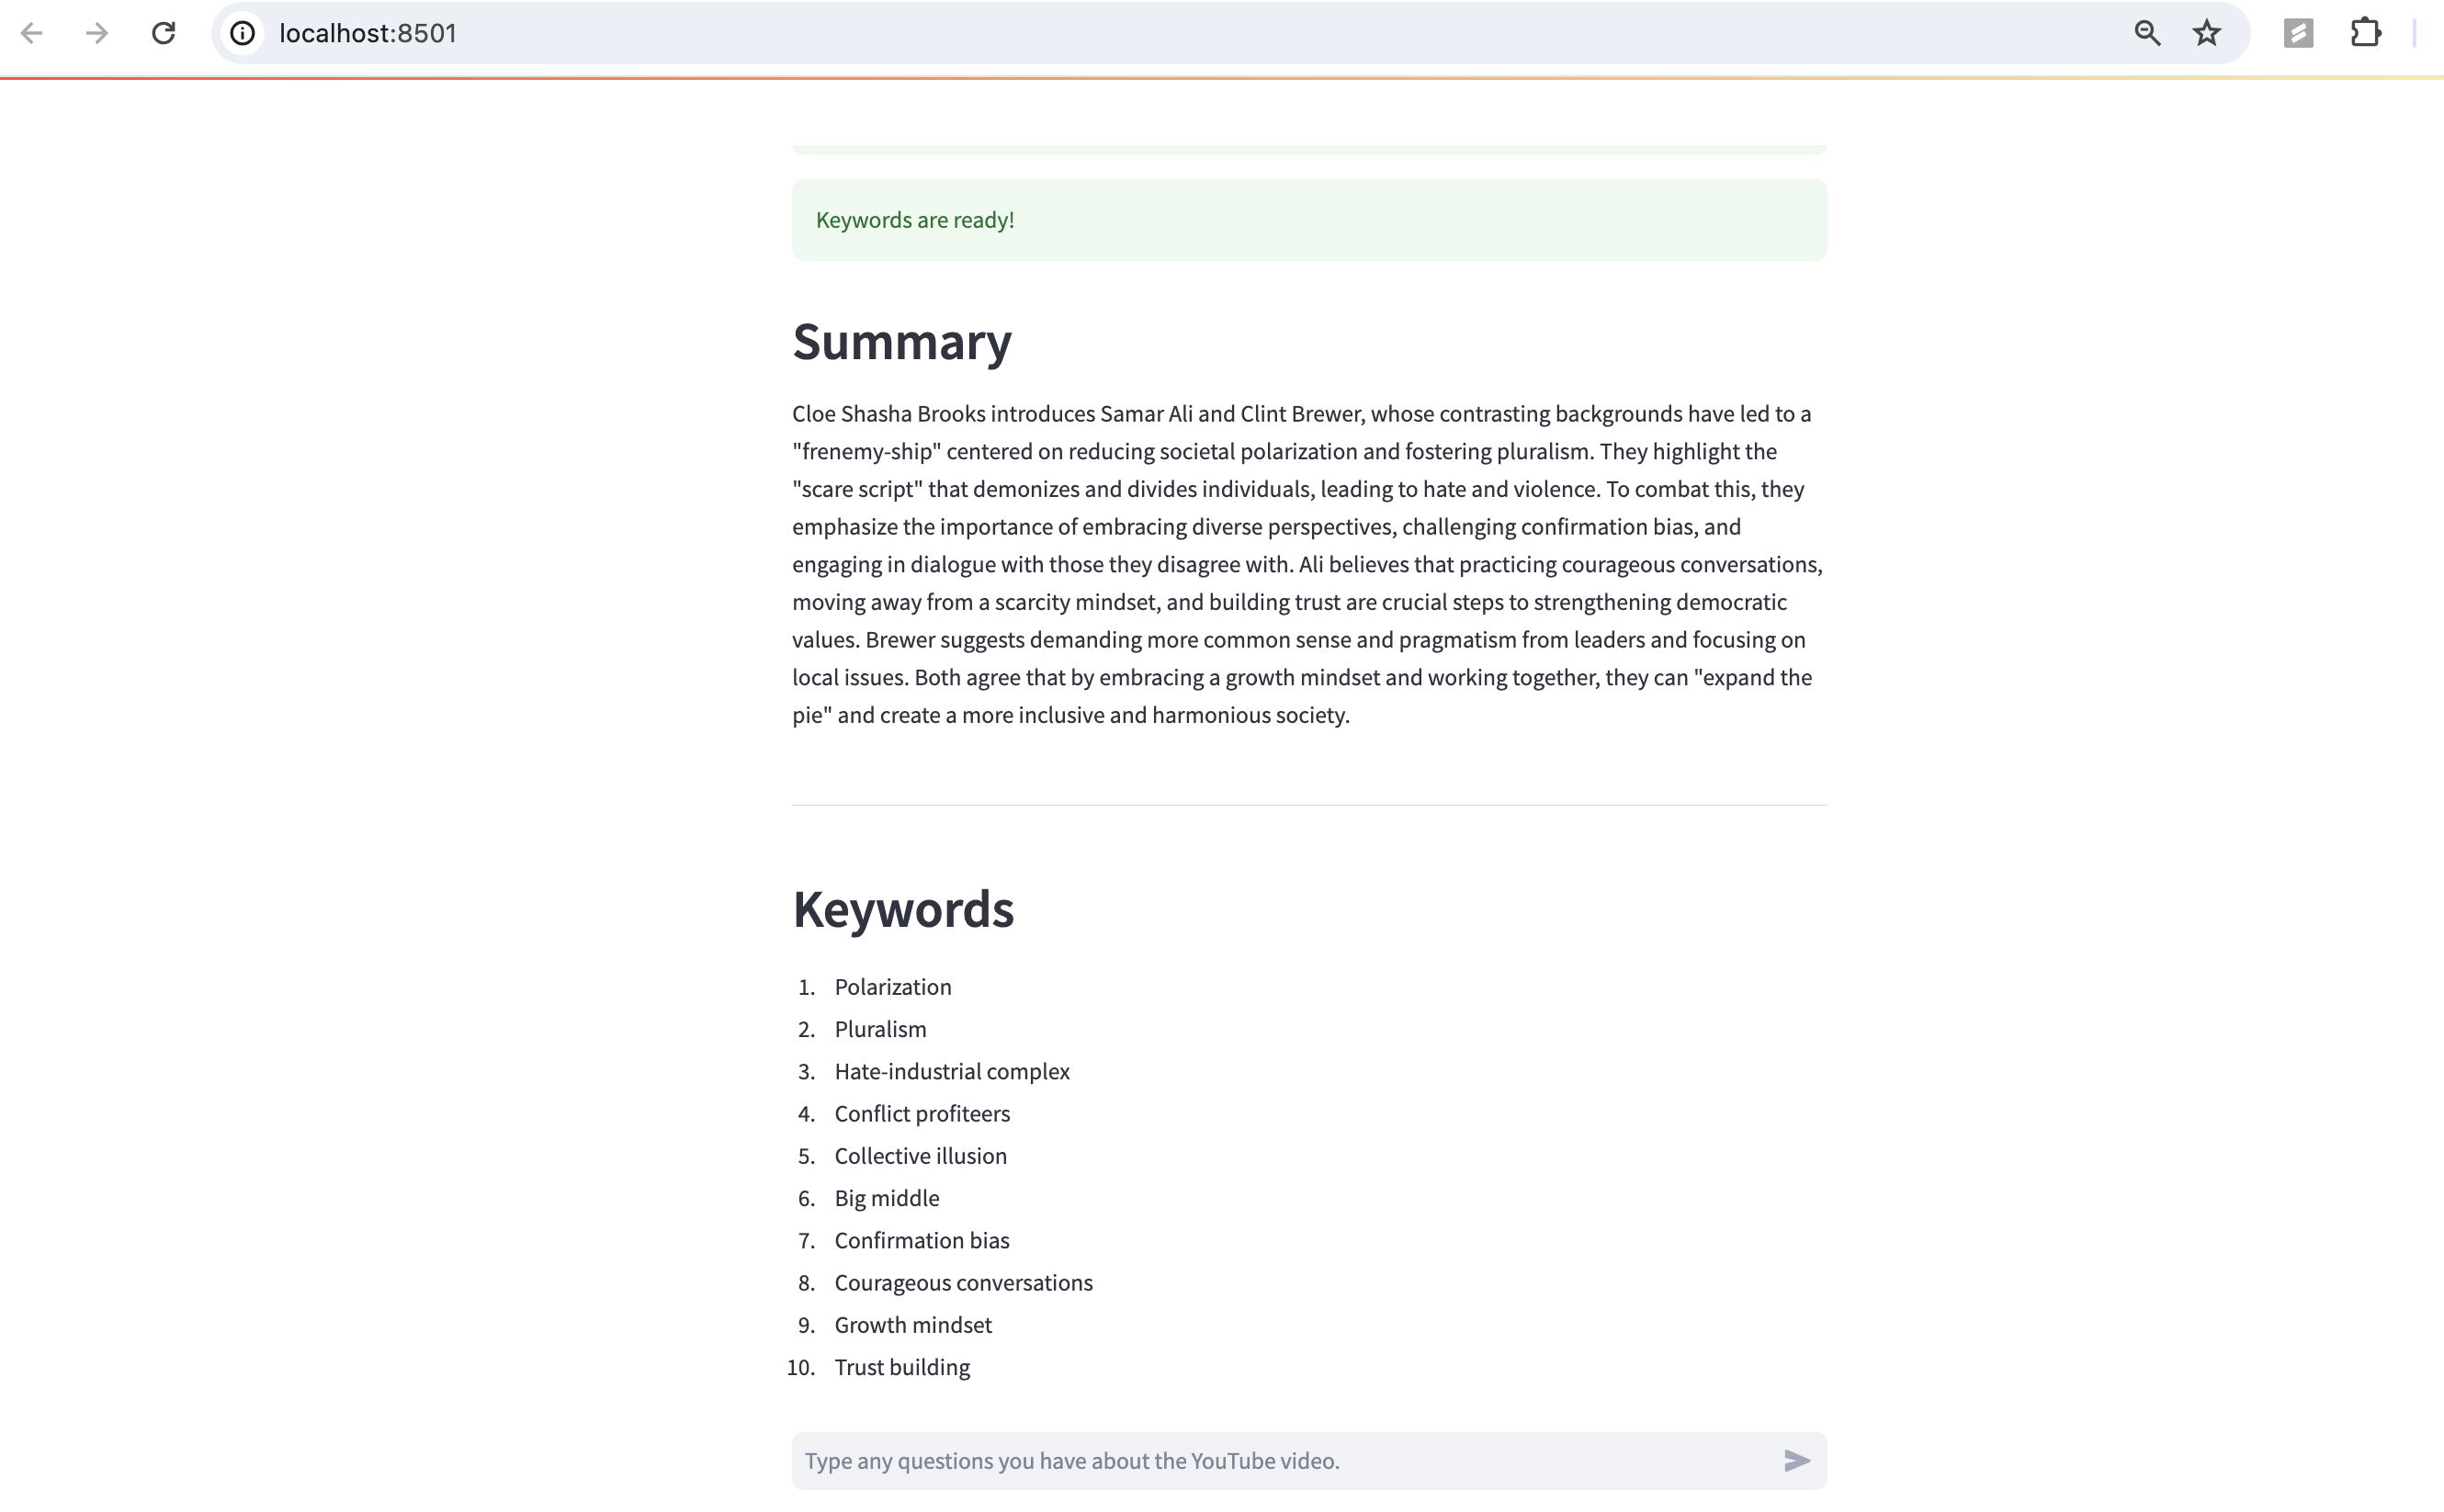 localhost:8501
Keywords are ready!
Summary
Cloe Shasha Brooks introduces Samar Ali and Clint Brewer, whose contrasting backgrounds have led to a
"frenemy-ship" centered on reducing societal polarization and fostering pluralism. They highlight the
"scare script" that demonizes and divides individuals, leading to hate and violence. To combat this, they
emphasize the importance of embracing diverse perspectives, challenging confirmation bias, and
engaging in dialogue with those they disagree with. Ali believes that practicing courageous conversations,
moving away from a scarcity mindset, and building trust are crucial steps to strengthening democratic
values. Brewer suggests demanding more common sense and pragmatism from leaders and focusing on
local issues. Both agree that by embracing a growth mindset and working together, they can "expand the
pie" and create a more inclusive and harmonious society.
Keywords
1. Polarization
2. Pluralism
3. Hate-industrial complex
4. Conflict profiteers
5. Collective illusion
6. Big middle
7. Confirmation bias
8. Courageous conversations
9. Growth mindset
10. Trust building
Type any questions you have about the YouTube video.